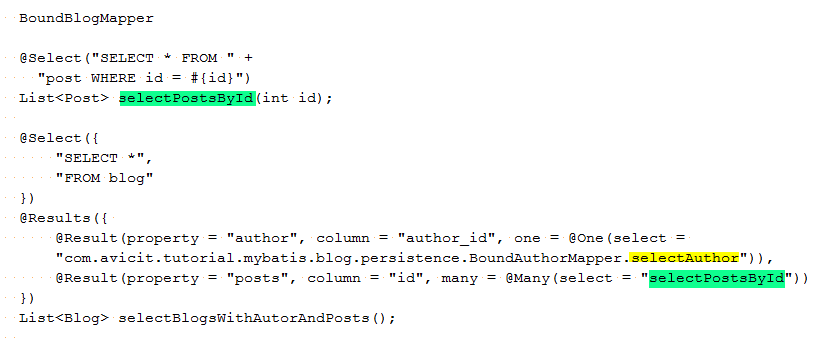 BoundBlogMapper
@Select("SELECT * FROM " +
"post WHERE id = #{id}")
List<Post> selectPostsById(int id);
@Select({
"SELECT *",
"FROM blog"
})
@Results({
@Result(property = "author", column = "author_id", one = @One(select =
"com.avicit.tutorial.mybatis.blog.persistence.BoundAuthorMapper.selectAuthor")),
@Result(property = "posts", column = "id", many = @Many(select = "selectPostsById"))
})
List<Blog> selectBlogsWithAutorAndPosts();